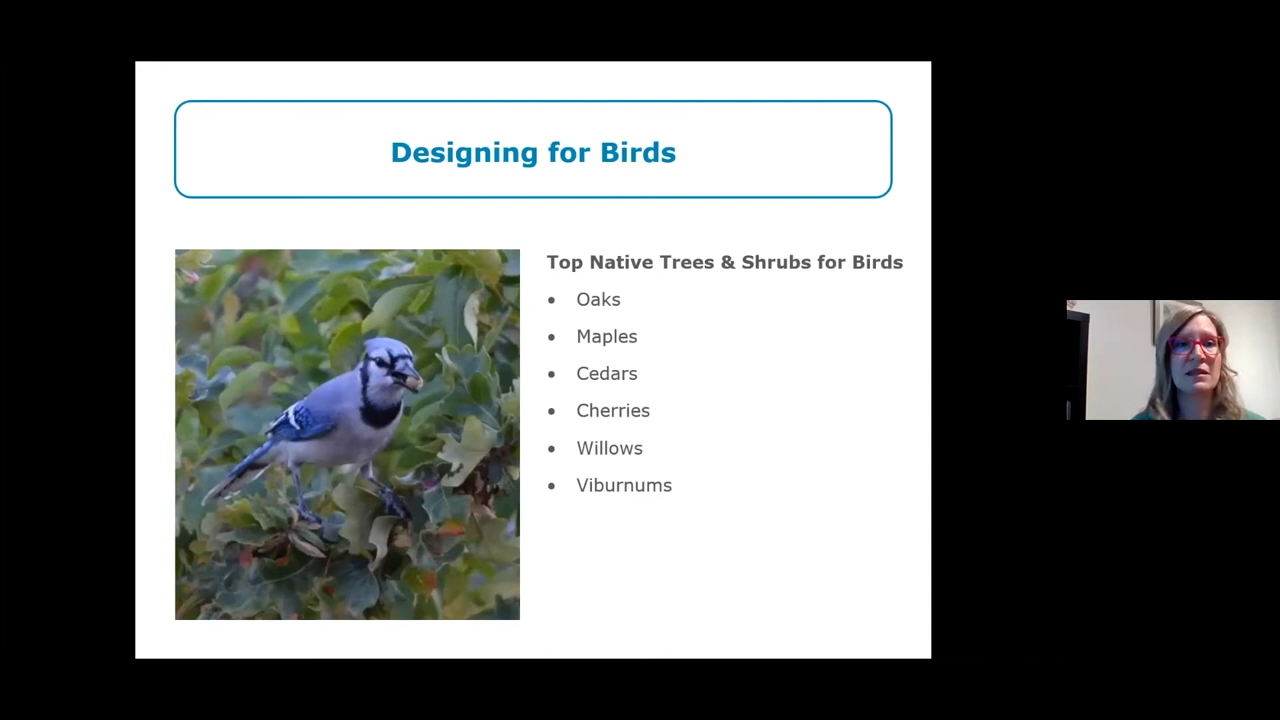 Designing for Birds
Top Native Trees & Shrubs for Birds
• Oaks
• Maples
• Cedars
• Cherries
• Willows
• Viburnums